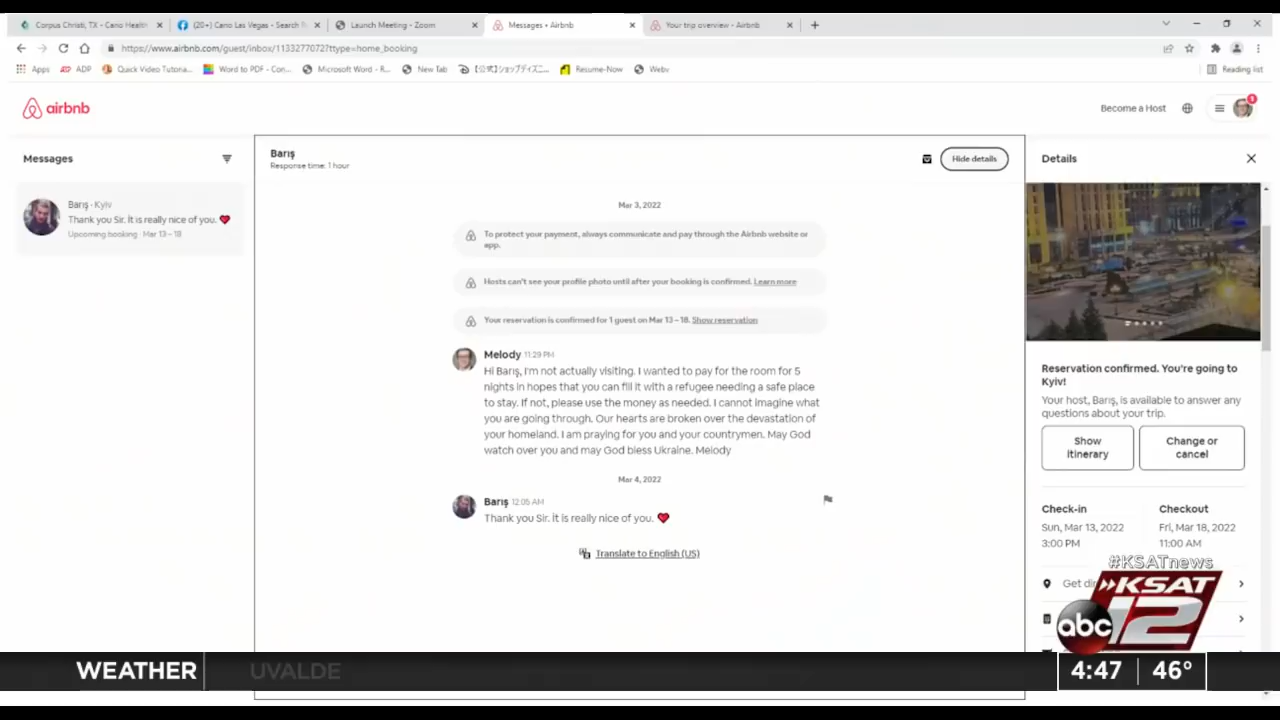 Corpus Christi, TX - Cano Health
(20+) Cano Las Vegas - Search R
Launch Meeting - Zoom
Messages • Airbnb
Your trip overview - Airbnb
https://www.airbnb.com/guest/inbox/1133277072?type=home_booking
Apps
ADP
Quick Video Tutoria...
Word to PDF - Con...
Microsoft Word - R...
New Tab
【公式】ショップディズニ...
Resume-Now
Webv
Reading list
airbnb
Become a Host
1
Messages
Barış
Response time: 1 hour
Hide details
Details
Barış · Kyiv
Thank you Sir. İt is really nice of you. ❤
Upcoming booking · Mar 13 – 18
Mar 3, 2022
To protect your payment, always communicate and pay through the Airbnb website or
app.
Hosts can't see your profile photo until after your booking is confirmed. Learn more
Your reservation is confirmed for 1 guest on Mar 13 – 18. Show reservation
Melody 11:29 PM
Hi Barış, I'm not actually visiting. I wanted to pay for the room for 5
nights in hopes that you can fill it with a refugee needing a safe place
to stay. If not, please use the money as needed. I cannot imagine what
you are going through. Our hearts are broken over the devastation of
your homeland. I am praying for you and your countrymen. May God
watch over you and may God bless Ukraine. Melody
Mar 4, 2022
Barış 12:05 AM
Thank you Sir. İt is really nice of you. ❤
Translate to English (US)
Reservation confirmed. You're going to
Kyiv!
Your host, Barış, is available to answer any
questions about your trip.
Show
itinerary
Change or
cancel
Check-in
Sun, Mar 13, 2022
3:00 PM
Checkout
Fri, Mar 18, 2022
11:00 AM
#KSATnews
Get
KSAT
abc
12
WEATHER
UVALDE
4:47
46°